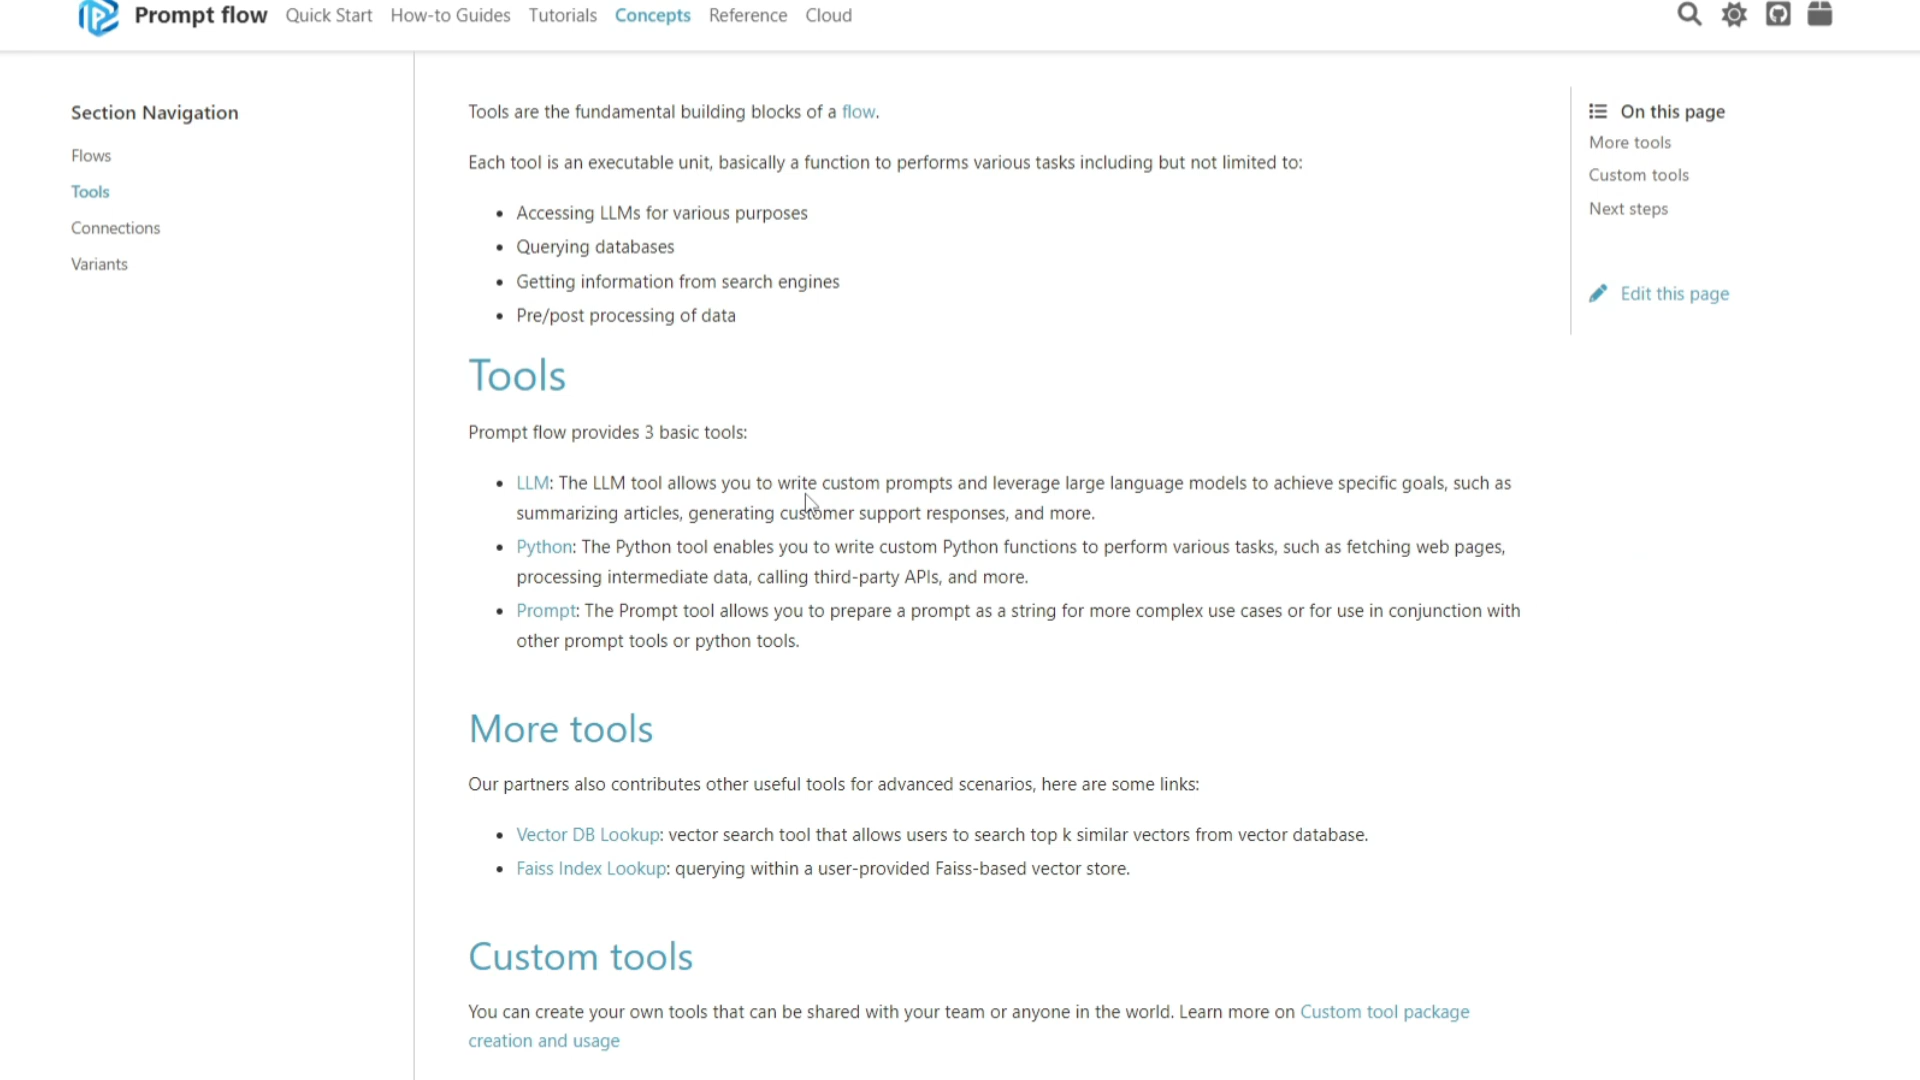 Prompt flow Quick Start How-to Guides Tutorials Concepts Reference Cloud
Section Navigation
Flows
Tools
Connections
Variants
Tools are the fundamental building blocks of a flow.
Each tool is an executable unit, basically a function to performs various tasks including but not limited to:
• Accessing LLMs for various purposes
• Querying databases
• Getting information from search engines
• Pre/post processing of data
Tools
Prompt flow provides 3 basic tools:
• LLM: The LLM tool allows you to write custom prompts and leverage large language models to achieve specific goals, such as
summarizing articles, generating customer support responses, and more.
• Python: The Python tool enables you to write custom Python functions to perform various tasks, such as fetching web pages,
processing intermediate data, calling third-party APIs, and more.
• Prompt: The Prompt tool allows you to prepare a prompt as a string for more complex use cases or for use in conjunction with
other prompt tools or python tools.
More tools
Our partners also contributes other useful tools for advanced scenarios, here are some links:
• Vector DB Lookup: vector search tool that allows users to search top k similar vectors from vector database.
• Faiss Index Lookup: querying within a user-provided Faiss-based vector store.
Custom tools
You can create your own tools that can be shared with your team or anyone in the world. Learn more on Custom tool package
creation and usage
On this page
More tools
Custom tools
Next steps
Edit this page